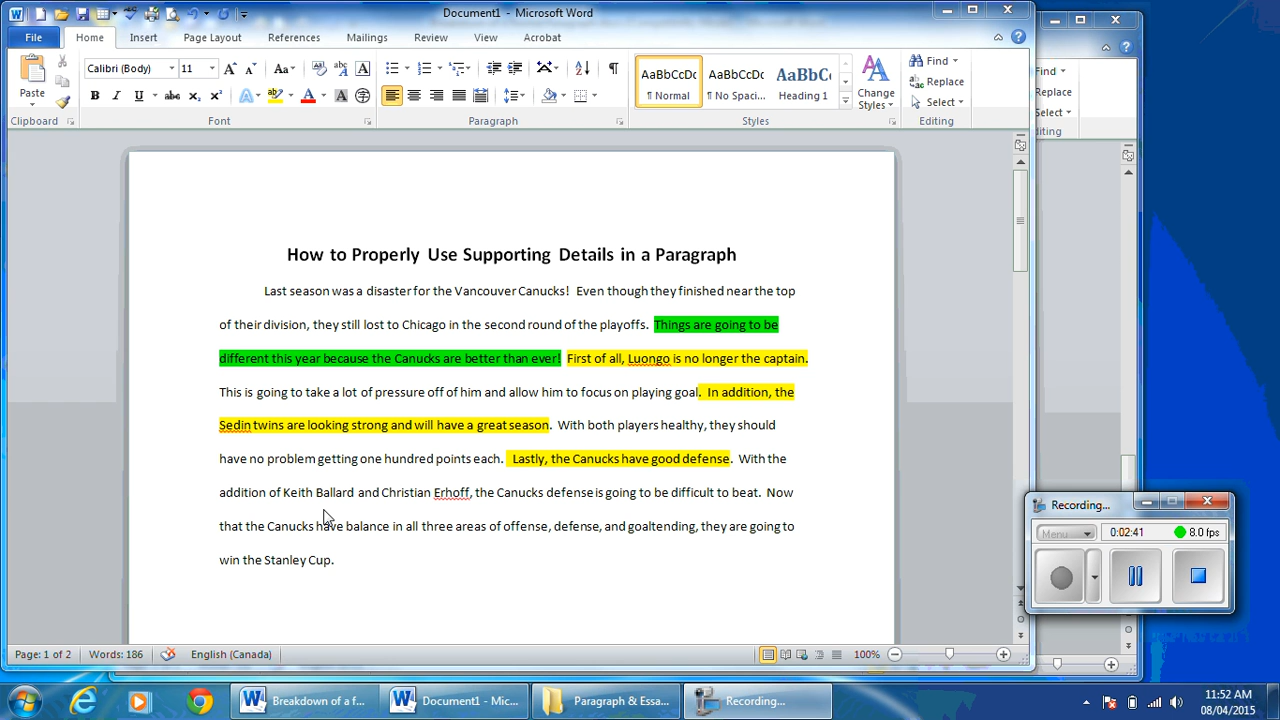 Document1 - Microsoft Word
File Home Insert Page Layout References Mailings Review View Acrobat
Calibri (Body) 11
AaBbCcDc AaBbCcDc AaBbC
Paste
¶ Normal ¶ No Spaci... Heading 1
Change Styles
Find
Replace
Select
Clipboard Font Paragraph Styles Editing
Find
Replace
Select
How to Properly Use Supporting Details in a Paragraph
Last season was a disaster for the Vancouver Canucks! Even though they finished near the top
of their division, they still lost to Chicago in the second round of the playoffs. Things are going to be
different this year because the Canucks are better than ever! First of all, Luongo is no longer the captain.
This is going to take a lot of pressure off of him and allow him to focus on playing goal. In addition, the
Sedin twins are looking strong and will have a great season. With both players healthy, they should
have no problem getting one hundred points each. Lastly, the Canucks have good defense. With the
addition of Keith Ballard and Christian Erhoff, the Canucks defense is going to be difficult to beat. Now
that the Canucks have balance in all three areas of offense, defense, and goaltending, they are going to
win the Stanley Cup.
Recording...
Menu 0:02:41 8.0 fps
Page: 1 of 2 Words: 186 English (Canada) 100%
Breakdown of a f... Document1 - Mic... Paragraph & Essa... Recording...
11:52 AM
08/04/2015